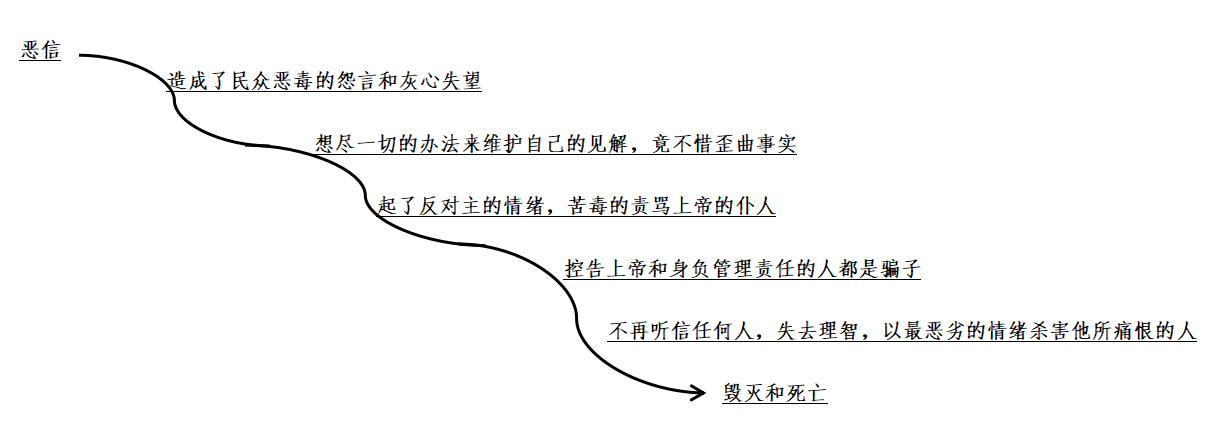 恶信
造成了民众恶毒的怨言和灰心失望
想尽一切的办法来维护自己的见解，竟不惜歪曲事实
起了反对主的情绪，苦毒的责骂上帝的仆人
控告上帝和身负管理责任的人都是骗子
不再听信任何人，失去理智，以最恶劣的情绪杀害他所痛恨的人
毁灭和死亡